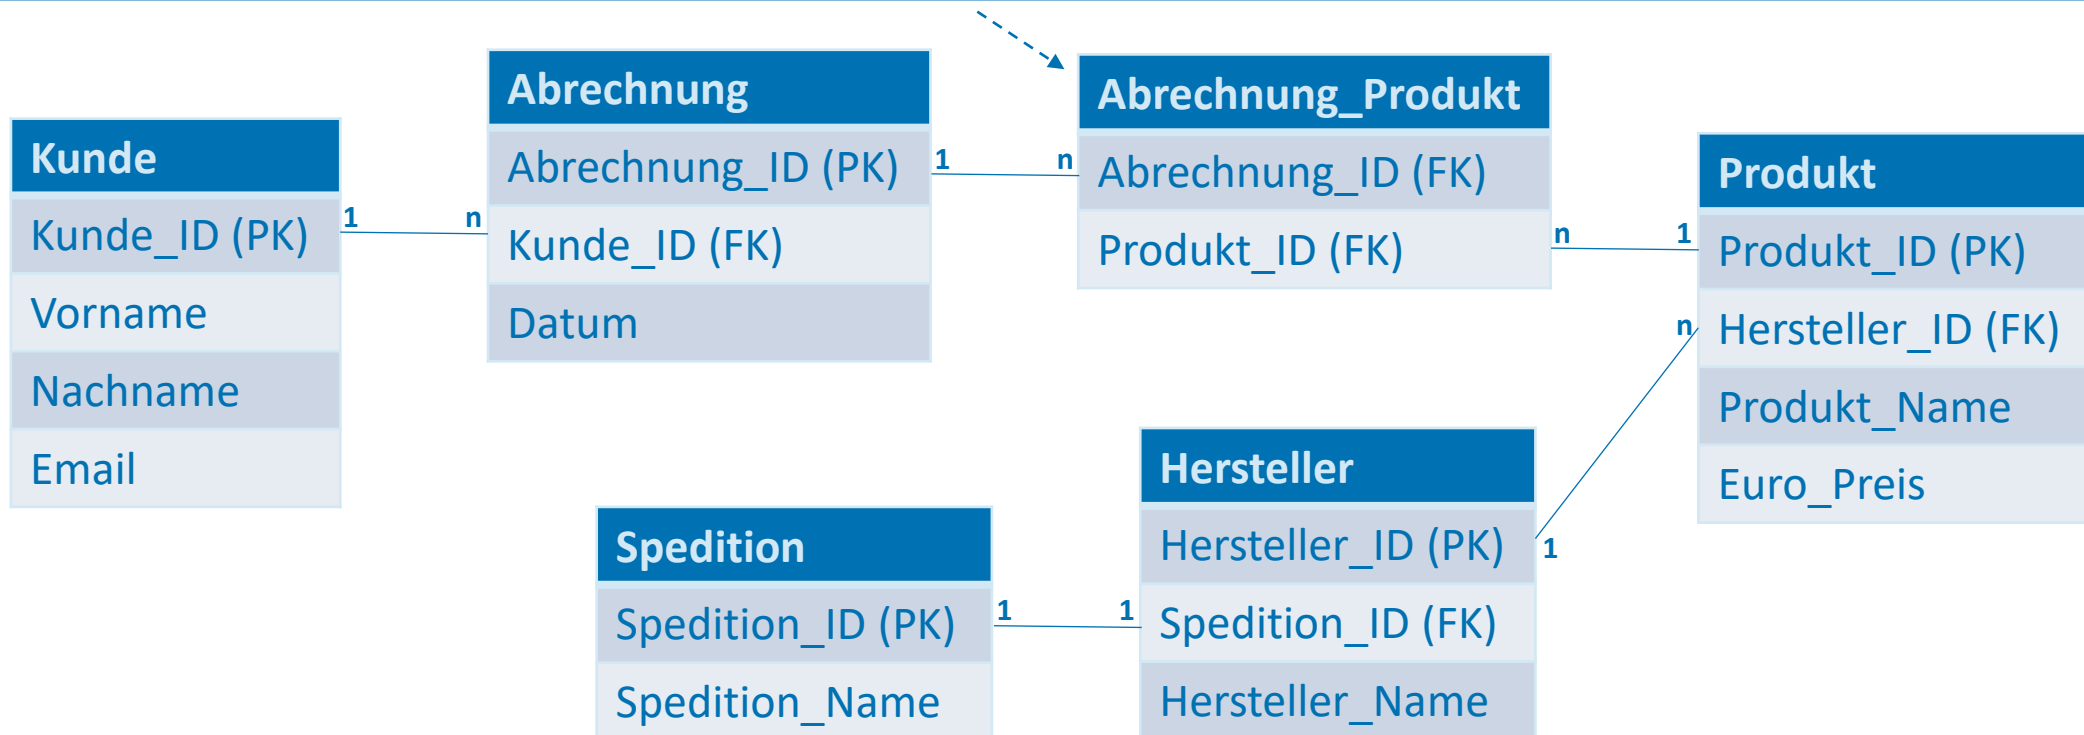 Kunde
Kunde_ID (PK)
Vorname
Nachname
Email
1
n
Abrechnung
Abrechnung_ID (PK)
Kunde_ID (FK)
Datum
1
n
Abrechnung_Produkt
Abrechnung_ID (FK)
Produkt_ID (FK)
n
1
Produkt
Produkt_ID (PK)
Hersteller_ID (FK)
Produkt_Name
Euro_Preis
n
1
Hersteller
Hersteller_ID (PK)
Spedition_ID (FK)
Hersteller_Name
1
1
Spedition
Spedition_ID (PK)
Spedition_Name